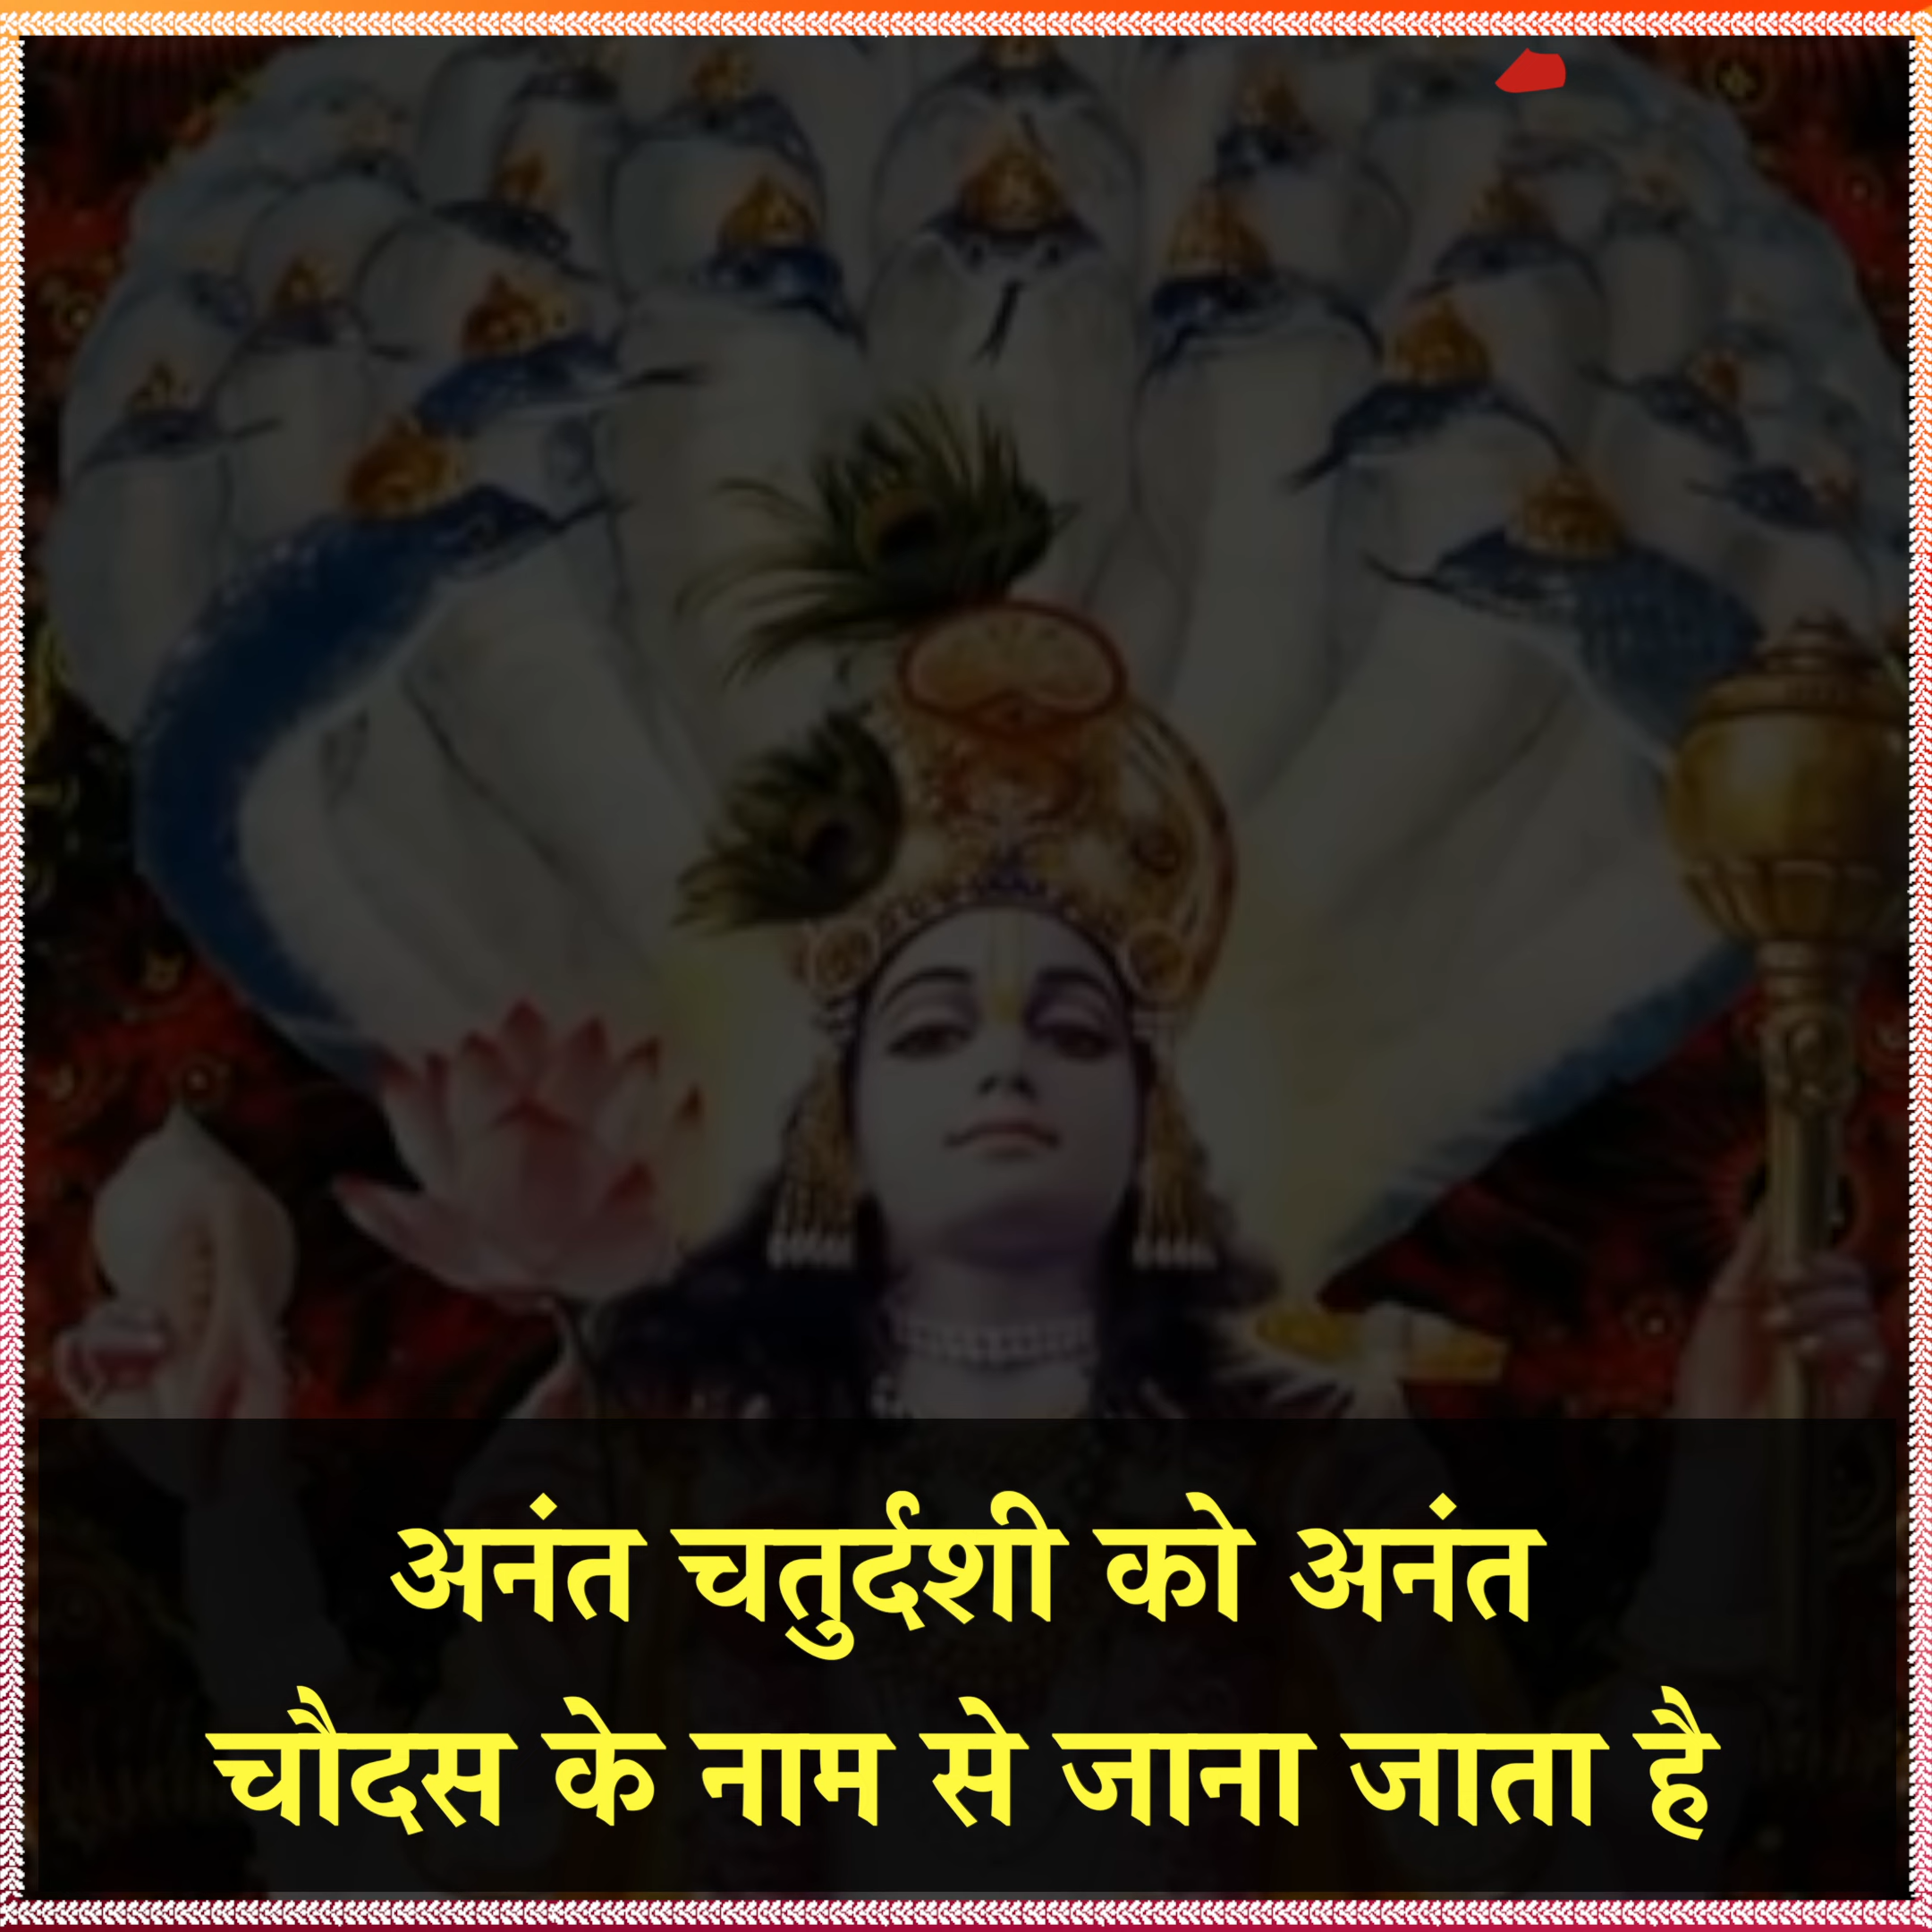 अनंत चतुर्दशी को अनंत
चौदस के नाम से जाना जाता है